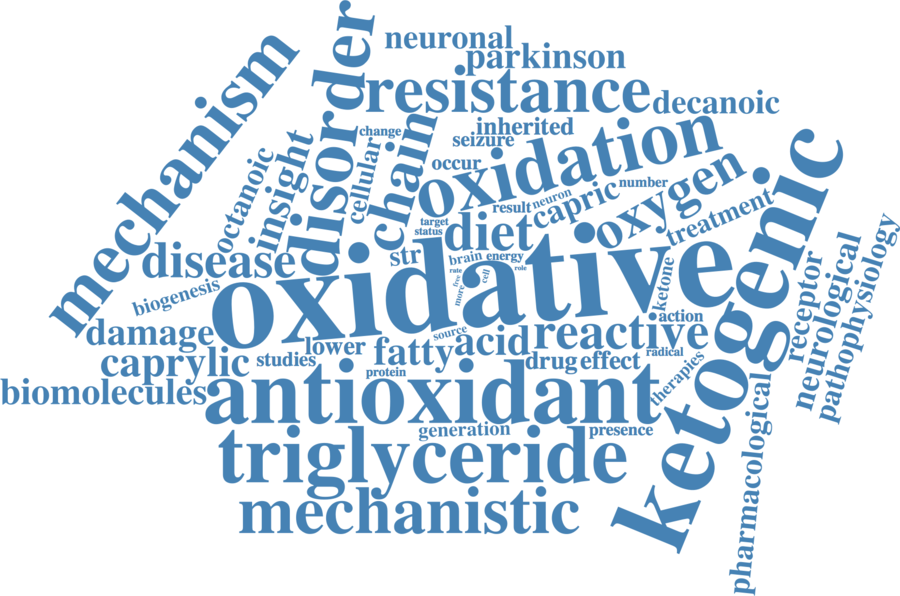 neuronal
parkinson
disorder
mechanism
resistance
decanoic
change
inherited
seizure
chain
oxidation
cellular
octanoic
insight
occur
number
neuron
capric
result
oxygen
ketogenic
treatment
target
status
diet
str
disease
brain
energy
rate
free
more
cell
role
oxidative
ketone
receptor
neurological
pathophysiology
biogenesis
damage
source
action
reactive
acid
fatty
lower
studies
caprylic
drug
effect
radical
protein
therapies
biomolecules
antioxidant
generation
presence
pharmacological
triglyceride
mechanistic